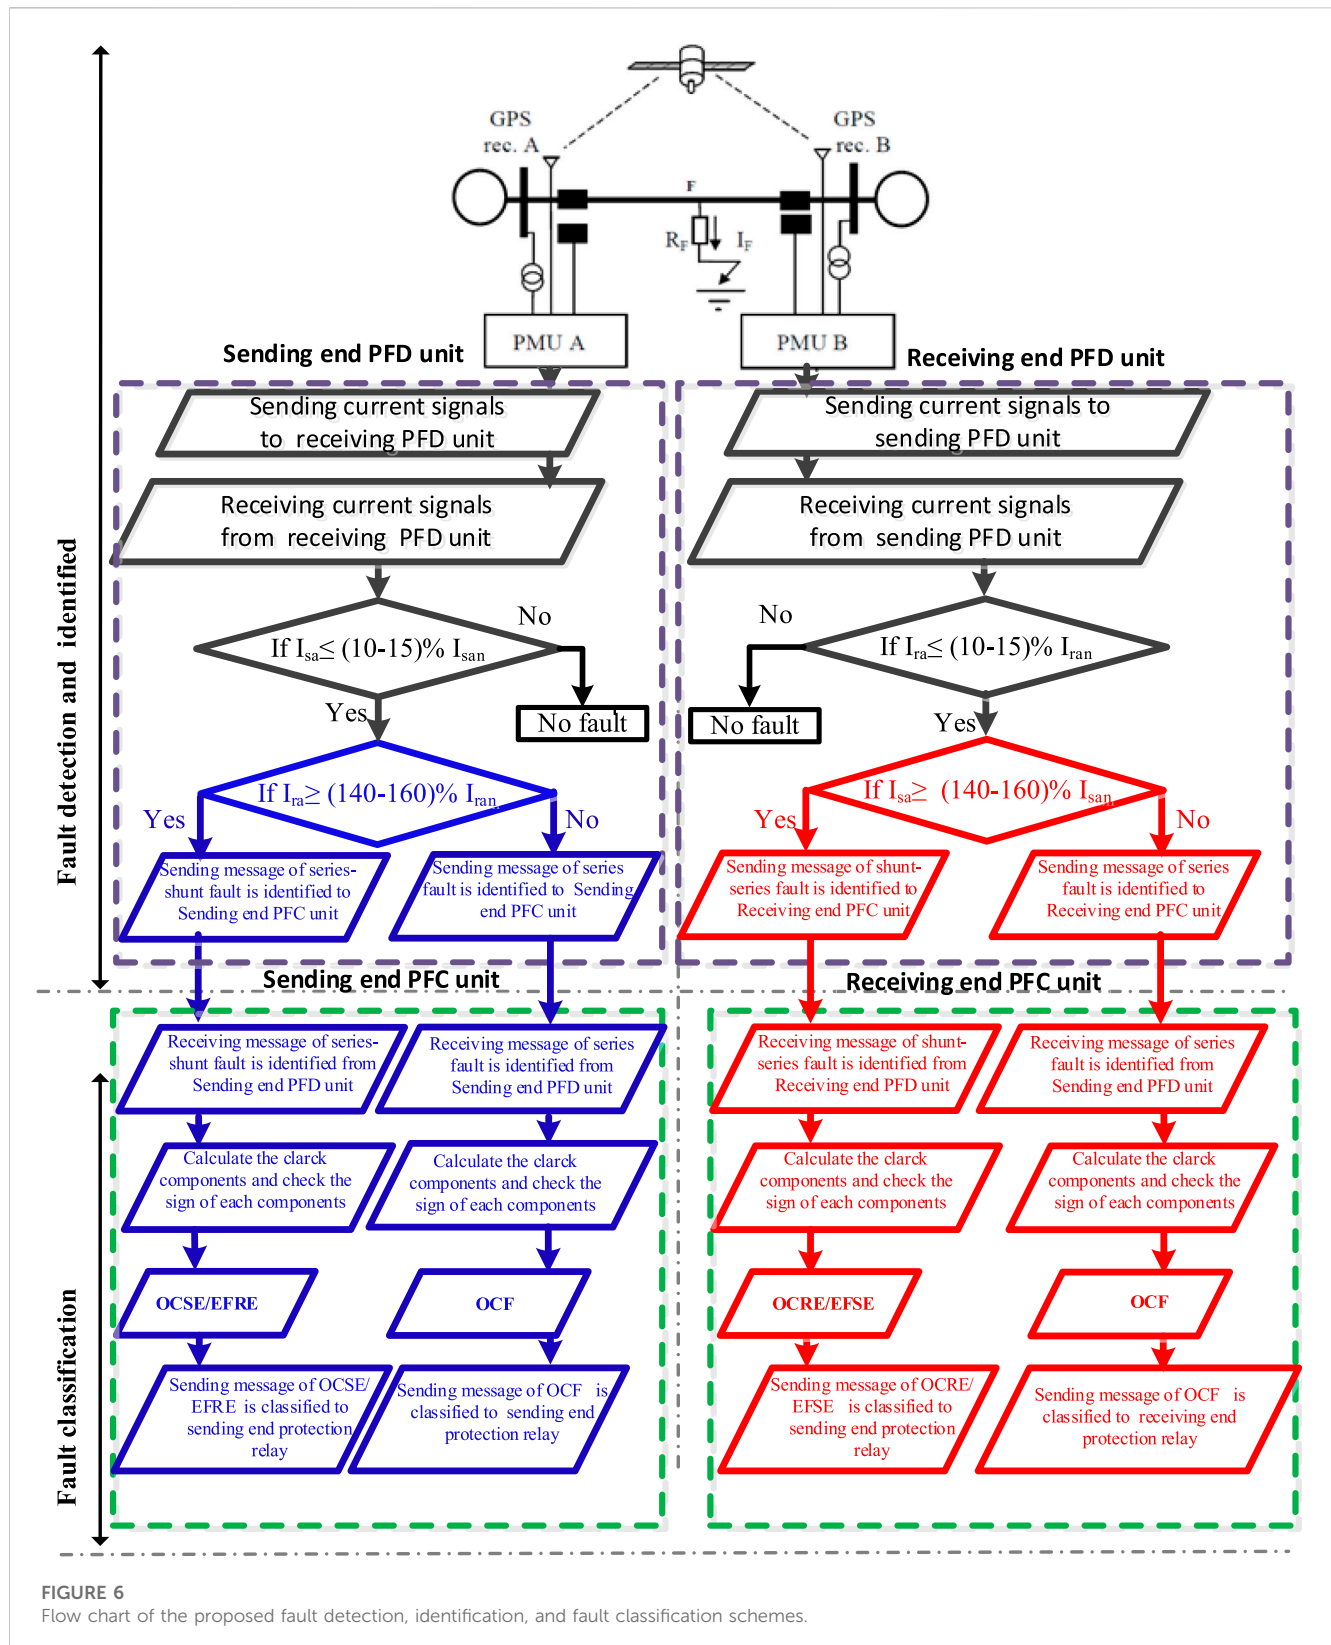 GPS
rec. A
GPS
rec. B
F
R_F
I_F
PMU A
PMU B
Sending end PFD unit
Receiving end PFD unit
Fault detection and identified
Sending current signals
to receiving PFD unit
Receiving current signals
from receiving PFD unit
If I_sa≤ (10-15)% I_san
No
Yes
No fault
If I_ra≥ (140-160)% I_ran
Yes
No
Sending message of series-
shunt fault is identified to
Sending end PFC unit
Sending message of series
fault is identified to Sending
end PFC unit
Sending current signals to
sending PFD unit
Receiving current signals
from sending PFD unit
If I_ra≤ (10-15)% I_ran
No
Yes
No fault
If I_sa≥ (140-160)% I_san
Yes
No
Sending message of shunt-
series fault is identified to
Receiving end PFC unit
Sending message of series
fault is identified to
Receiving end PFC unit
Sending end PFC unit
Receiving end PFC unit
Fault classification
Receiving message of series-
shunt fault is identified from
Sending end PFD unit
Receiving message of series
fault is identified from
Sending end PFD unit
Calculate the clarck
components and check the
sign of each components
Calculate the clarck
components and check the
sign of each components
OCSE/EFRE
OCF
Sending message of OCSE/
EFRE is classified to
sending end protection
relay
Sending message of OCF is
classified to sending end
protection relay
Receiving message of shunt-
series fault is identified from
Receiving end PFD unit
Receiving message of series
fault is identified from
Sending end PFD unit
Calculate the clarck
components and check the
sign of each components
Calculate the clarck
components and check the
sign of each components
OCRE/EFSE
OCF
Sending message of OCRE/
EFSE is classified to
sending end protection
relay
Sending message of OCF is
classified to receiving end
protection relay
FIGURE 6
Flow chart of the proposed fault detection, identification, and fault classification schemes.